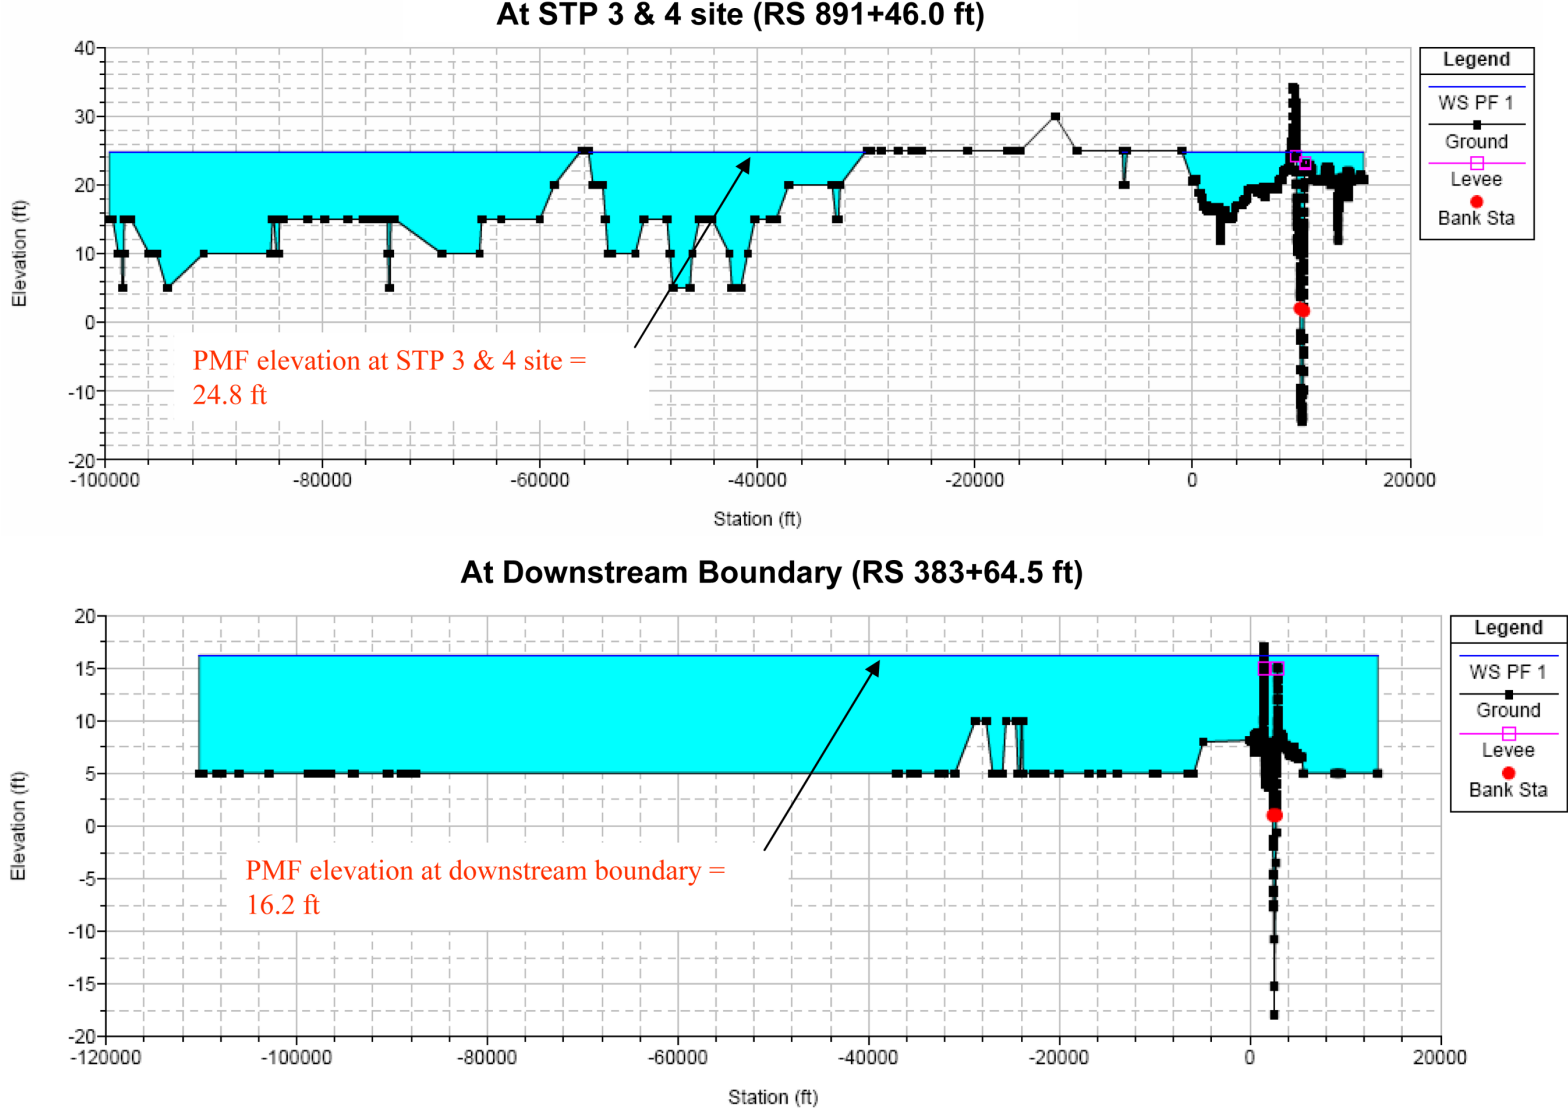 At STP 3 & 4 site (RS 891+46.0 ft)
40
30
20
10
0
-10
-20
Elevation (ft)
-100000 -80000 -60000 -40000 -20000 0 20000
Station (ft)
PMF elevation at STP 3 & 4 site =
24.8 ft
Legend
WS PF 1
Ground
Levee
Bank Sta
At Downstream Boundary (RS 383+64.5 ft)
20
15
10
5
0
-5
-10
-15
-20
Elevation (ft)
-120000 -100000 -80000 -60000 -40000 -20000 0 20000
Station (ft)
PMF elevation at downstream boundary =
16.2 ft
Legend
WS PF 1
Ground
Levee
Bank Sta